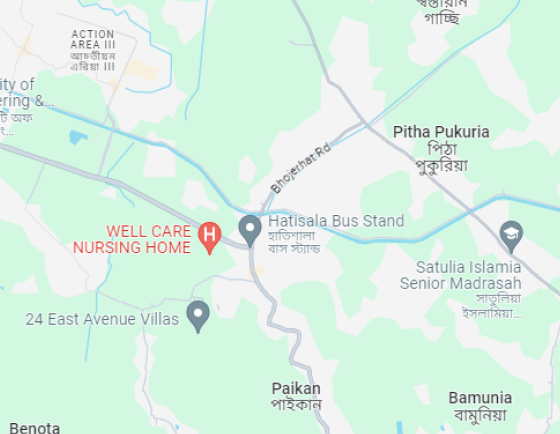 স্বস্তায়ন
গাচ্ছি
ACTION
AREA III
এরিয়া III
ity of
ering &...
ট অফ
Pitha Pukuria
পিঠা
পুকুরিয়া
Bhojerhat Rd
Hatisala Bus Stand
হাতিশালা
বাস স্ট্যান্ড
WELL CARE
NURSING HOME
Satulia Islamia
Senior Madrasah
সাতুলিয়া
ইসলামিয়া...
24 East Avenue Villas
Paikan
পাইকান
Bamunia
বামুনিয়া
Benota